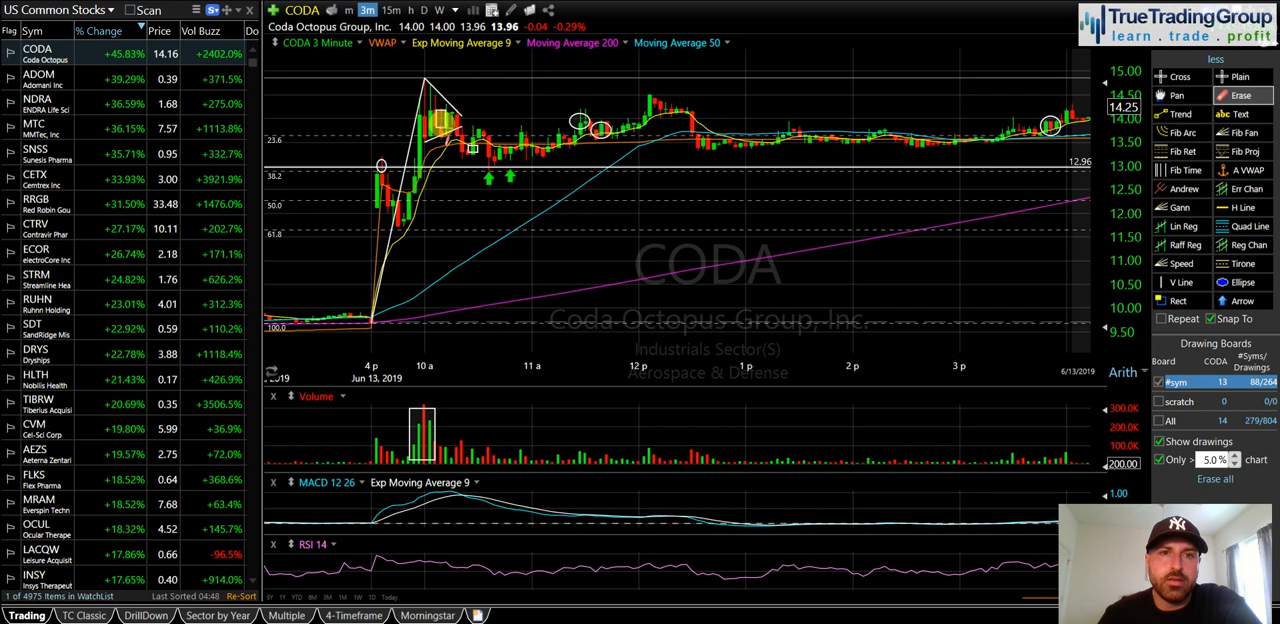 US Common Stocks Scan
Flag Sym % Change Price Vol Buzz Do
CODA +45.83% 14.16 +2402.0%
Coda Octopus
ADOM +39.29% 0.39 +371.5%
Adomani Inc
NDRA +36.59% 1.68 +275.0%
ENDRA Life Sci
MTC +36.15% 7.57 +1113.8%
MMTec, Inc
SNSS +35.71% 0.95 +332.7%
Sunesis Pharma
CETX +33.93% 3.00 +3921.9%
Cemtrex Inc
RRGB +31.50% 33.48 +1476.0%
Red Robin Gou
CTRV +27.17% 10.11 +202.7%
Contravir Phar
ECOR +26.74% 2.18 +171.1%
electroCore Inc
STRM +24.82% 1.76 +626.2%
Streamline Hea
RUHN +23.01% 4.01 +312.3%
Ruhnn Holding
SDT +22.92% 0.59 +110.2%
SandRidge Mis
DRYS +22.78% 3.88 +1118.4%
Dryships
HLTH +21.43% 0.17 +426.9%
Nobilis Health
TIBRW +20.69% 0.35 +3506.5%
Tiberius Acquisi
CVM +19.80% 5.99 +36.9%
Cel-Sci Corp
AEZS +19.57% 2.75 +72.0%
Aeterna Zentari
FLKS +18.52% 0.64 +368.6%
Flex Pharma
MRAM +18.52% 7.68 +63.4%
Everspin Techn
OCUL +18.32% 4.52 +145.7%
Ocular Therape
LACQW +17.86% 0.66 -96.5%
Leisure Acquisit
INSY +17.65% 0.40 +914.0%
Insys Therapeut
1 of 4975 Items in WatchList Last Sorted 04:48 Re-Sort
Trading TC Classic DrillDown Sector by Year Multiple 4-Timeframe Morningstar
CODA m 3m 15m h D W
Coda Octopus Group, Inc. 14.00 14.00 13.96 13.96 -0.04 -0.29%
CODA 3 Minute VWAP Exp Moving Average 9 Moving Average 200 Moving Average 50
15.00
14.50
14.25
14.00
13.50
13.00
12.50
12.00
11.50
11.00
10.50
10.00
9.50
23.6
38.2
50.0
61.8
100.0
12.96
CODA
Coda Octopus Group, Inc.
Industrials Sector(S)
Aerospace & Defense
4 p 10 a 11 a 12 p 1 p 2 p 3 p 6/13/2019
2019 Jun 13, 2019
Arith
X Volume
300.0K
200.0K
100.0K
200.00
X MACD 12 26 Exp Moving Average 9
1.00
X RSI 14
5Y 1Y YTD 6M 3M 1M 1W 1D Today
TrueTradingGroup
learn . trade . profit
less
Cross Plain
Pan Erase
Trend abc Text
Fib Arc Fib Fan
Fib Ret Fib Proj
Fib Time A VWAP
Andrew Err Chan
Gann H Line
Lin Reg Quad Line
Raff Reg Reg Chan
Speed Tirone
V Line Ellipse
Rect Arrow
Repeat Snap To
Drawing Boards
Board CODA #Syms/ Drawings
#sym 13 88/264
scratch 0 0/0
All 14 279/804
Show drawings
Only > 5.0 % chart
Erase all